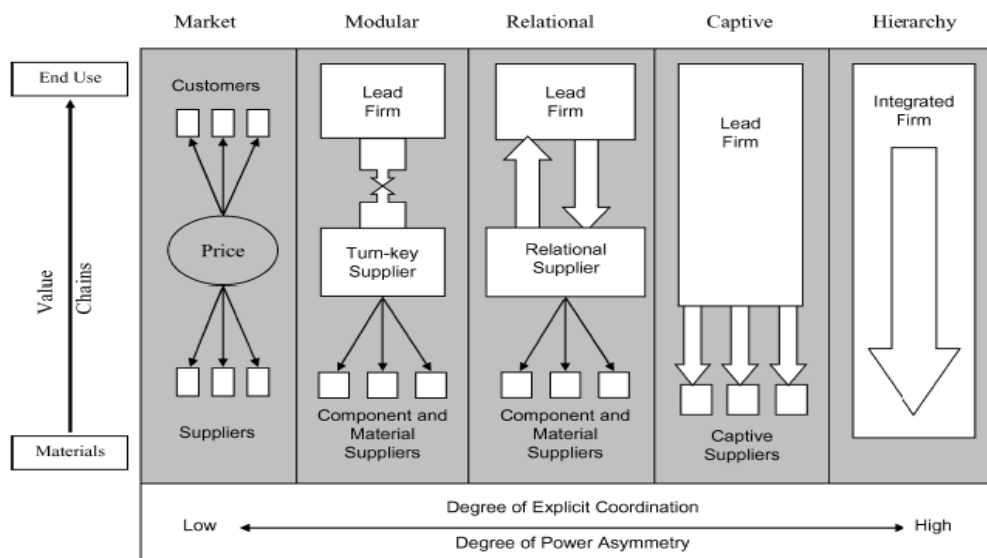 Market
Modular
Relational
Captive
Hierarchy
End Use
Value
Chains
Materials
Customers
Price
Suppliers
Lead
Firm
Turn-key
Supplier
Component and
Material
Suppliers
Lead
Firm
Relational
Supplier
Component and
Material
Suppliers
Lead
Firm
Captive
Suppliers
Integrated
Firm
Degree of Explicit Coordination
Low
High
Degree of Power Asymmetry